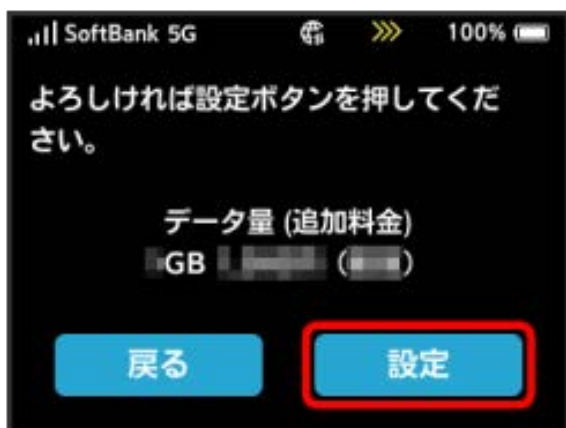 SoftBank 5G 100%
よろしければ設定ボタンを押してくだ
さい。
データ量 (追加料金)
GB ( )
戻る 設定